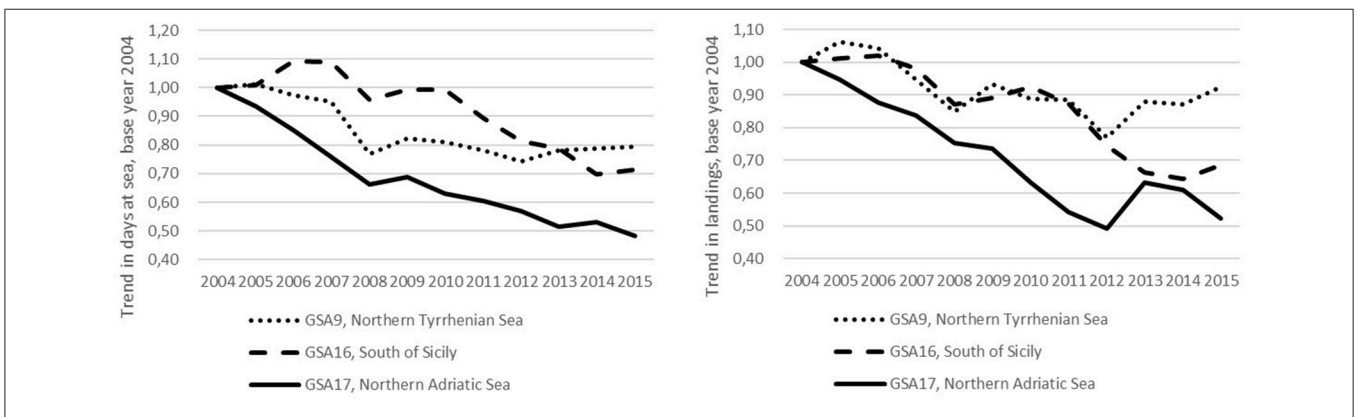 Trend in days at sea, base year 2004
1,20
1,10
1,00
0,90
0,80
0,70
0,60
0,50
0,40
2004 2005 2006 2007 2008 2009 2010 2011 2012 2013 2014 2015
GSA9, Northern Tyrrhenian Sea
GSA16, South of Sicily
GSA17, Northern Adriatic Sea
Trend in landings, base year 2004
1,10
1,00
0,90
0,80
0,70
0,60
0,50
0,40
2004 2005 2006 2007 2008 2009 2010 2011 2012 2013 2014 2015
GSA9, Northern Tyrrhenian Sea
GSA16, South of Sicily
GSA17, Northern Adriatic Sea